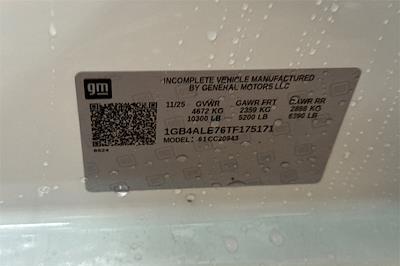 gm
INCOMPLETE VEHICLE MANUFACTURED
BY GENERAL MOTORS LLC
11/25 GVWR GAWR FRT GAWR RR
4672 KG 2359 KG 2898 KG
10300 LB 5200 LB 6390 LB
1GB4ALE76TF175171
MODEL: 61CC20943